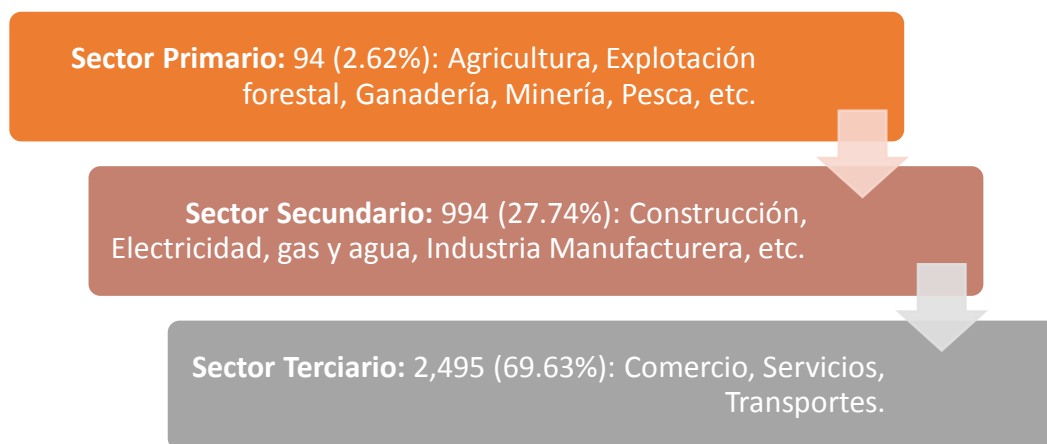 Sector Primario: 94 (2.62%): Agricultura, Explotación
forestal, Ganadería, Minería, Pesca, etc.
Sector Secundario: 994 (27.74%): Construcción,
Electricidad, gas y agua, Industria Manufacturera, etc.
Sector Terciario: 2,495 (69.63%): Comercio, Servicios,
Transportes.